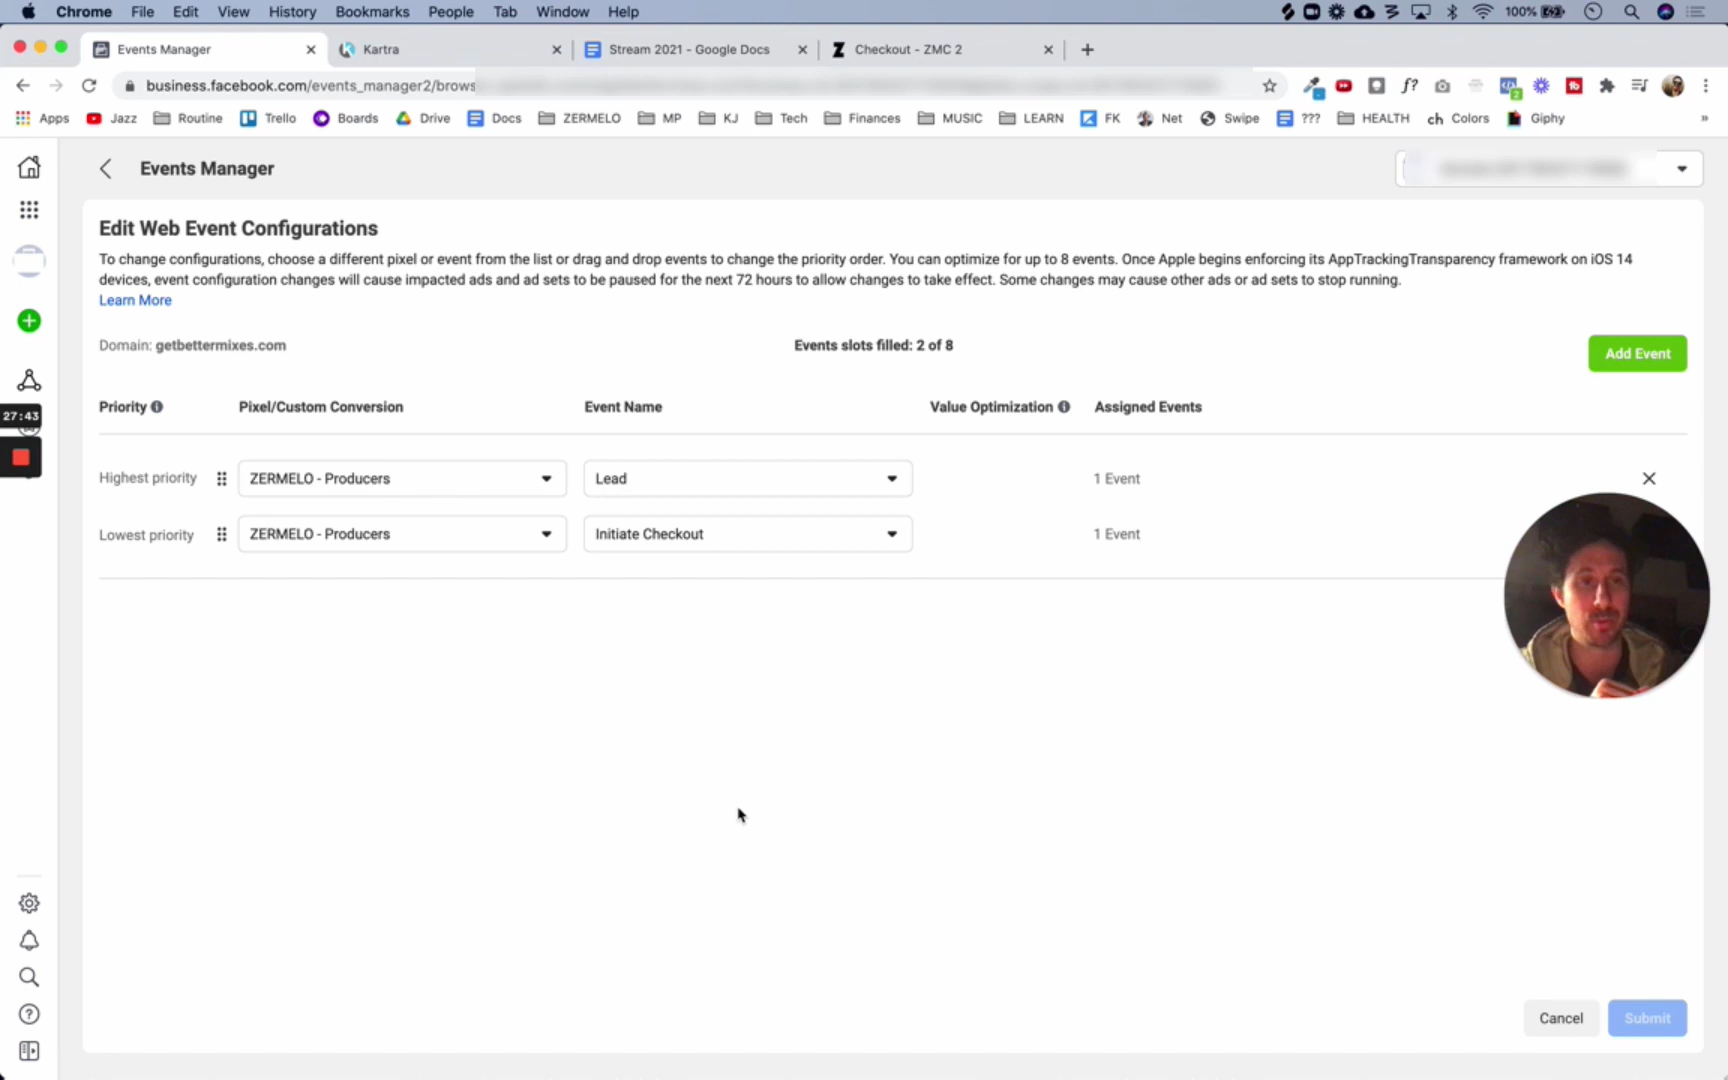 Chrome File Edit View History Bookmarks People Tab Window Help 100%
Events Manager Kartra Stream 2021 - Google Docs Checkout - ZMC 2
business.facebook.com/events_manager2/brows
Apps Jazz Routine Trello Boards Drive Docs ZERMELO MP KJ Tech Finances MUSIC LEARN FK Net Swipe ??? HEALTH ch Colors Giphy »
Events Manager
Edit Web Event Configurations
To change configurations, choose a different pixel or event from the list or drag and drop events to change the priority order. You can optimize for up to 8 events. Once Apple begins enforcing its AppTrackingTransparency framework on iOS 14
devices, event configuration changes will cause impacted ads and ad sets to be paused for the next 72 hours to allow changes to take effect. Some changes may cause other ads or ad sets to stop running.
Learn More
Domain: getbettermixes.com Events slots filled: 2 of 8 Add Event
Priority Pixel/Custom Conversion Event Name Value Optimization Assigned Events
27:43
Highest priority ZERMELO - Producers Lead 1 Event
Lowest priority ZERMELO - Producers Initiate Checkout 1 Event
Cancel Submit